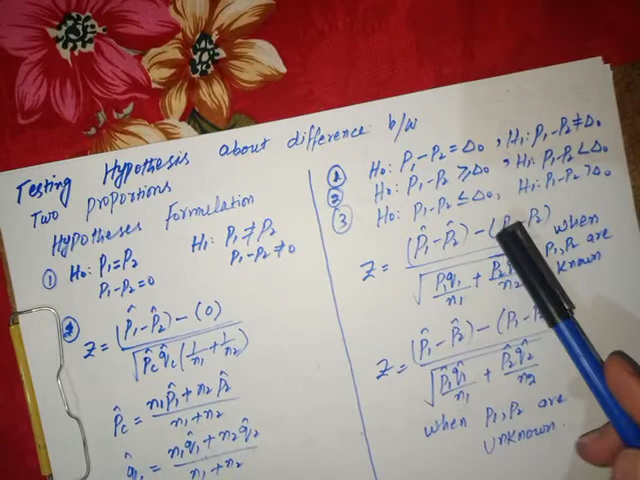 Testing Hypothesis about difference b/w
Two proportions
Hypotheses Formulation
① H₀: P₁=P₂ H₁: P₁≠P₂
P₁-P₂=0 P₁-P₂≠0
Z = (p̂₁-p̂₂)-(0) / √(p̂c q̂c (1/n₁ + 1/n₂))
p̂c = (n₁p̂₁ + n₂p̂₂) / (n₁+n₂)
= (n₁q̂₁ + n₂q̂₂) / (n₁+n₂)
① H₀: P₁-P₂ = Δ₀, H₁: P₁-P₂≠Δ₀
② H₀: P₁-P₂ ≥ Δ₀, H₁: P₁-P₂ < Δ₀
③ H₀: P₁-P₂ ≤ Δ₀, H₁: P₁-P₂ > Δ₀
Z = (p̂₁-p̂₂)-(P₁-P₂) / √(P₁q₁/n₁ + P₂q₂/n₂)
when
P₁,P₂ are
known
Z = (p̂₁-p̂₂)-(P₁-P / √(p̂₁q̂₁/n₁ + p̂₂q̂₂/n₂)
when P₁,P₂ are
Unknown.